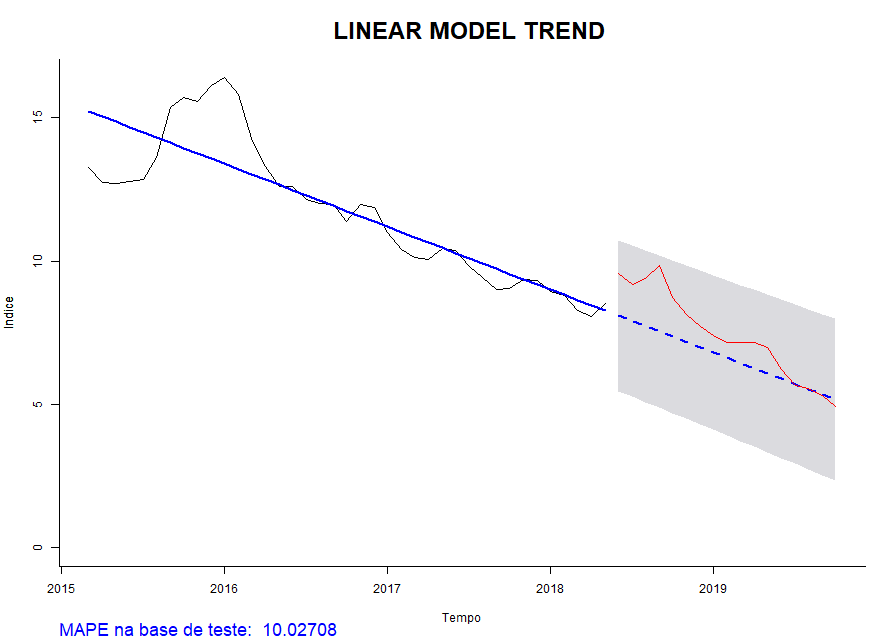 LINEAR MODEL TREND
15
10
5
0
Indice
2015 2016 2017 2018 2019
Tempo
MAPE na base de teste: 10.02708